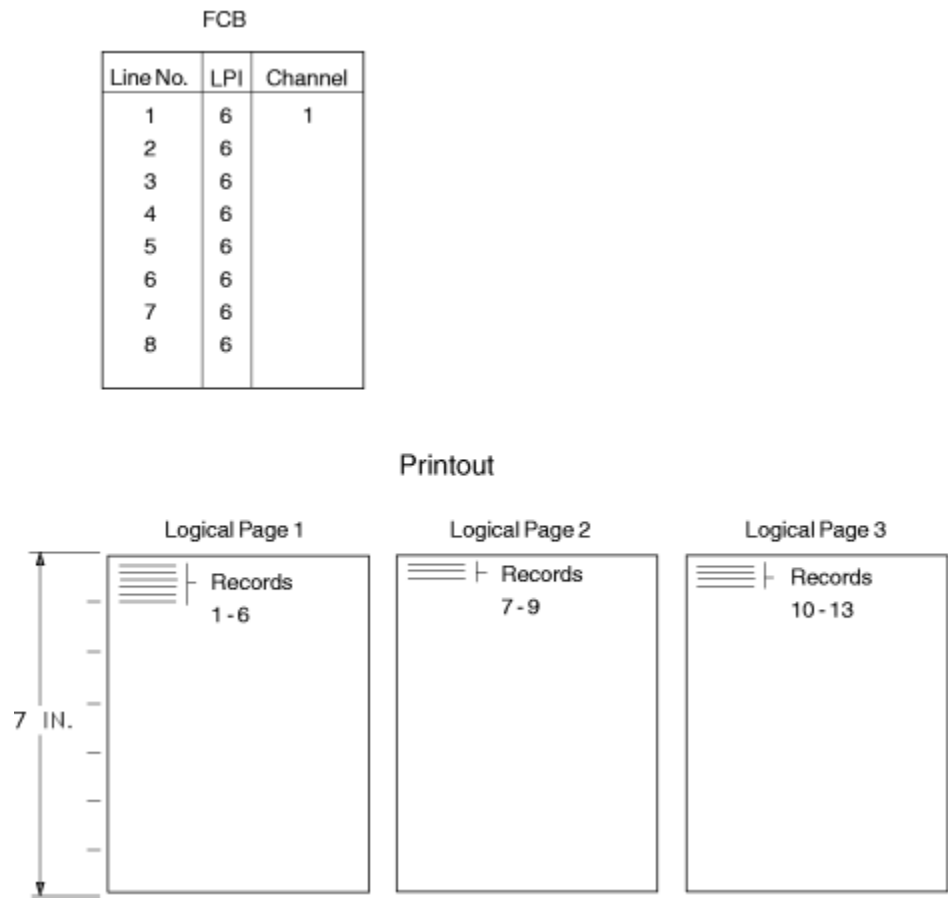 FCB
Line No. LPI Channel
1 6 1
2 6
3 6
4 6
5 6
6 6
7 6
8 6
Printout
Logical Page 1 Logical Page 2 Logical Page 3
Records Records Records
1 - 6 7 - 9 10 - 13
7 IN.